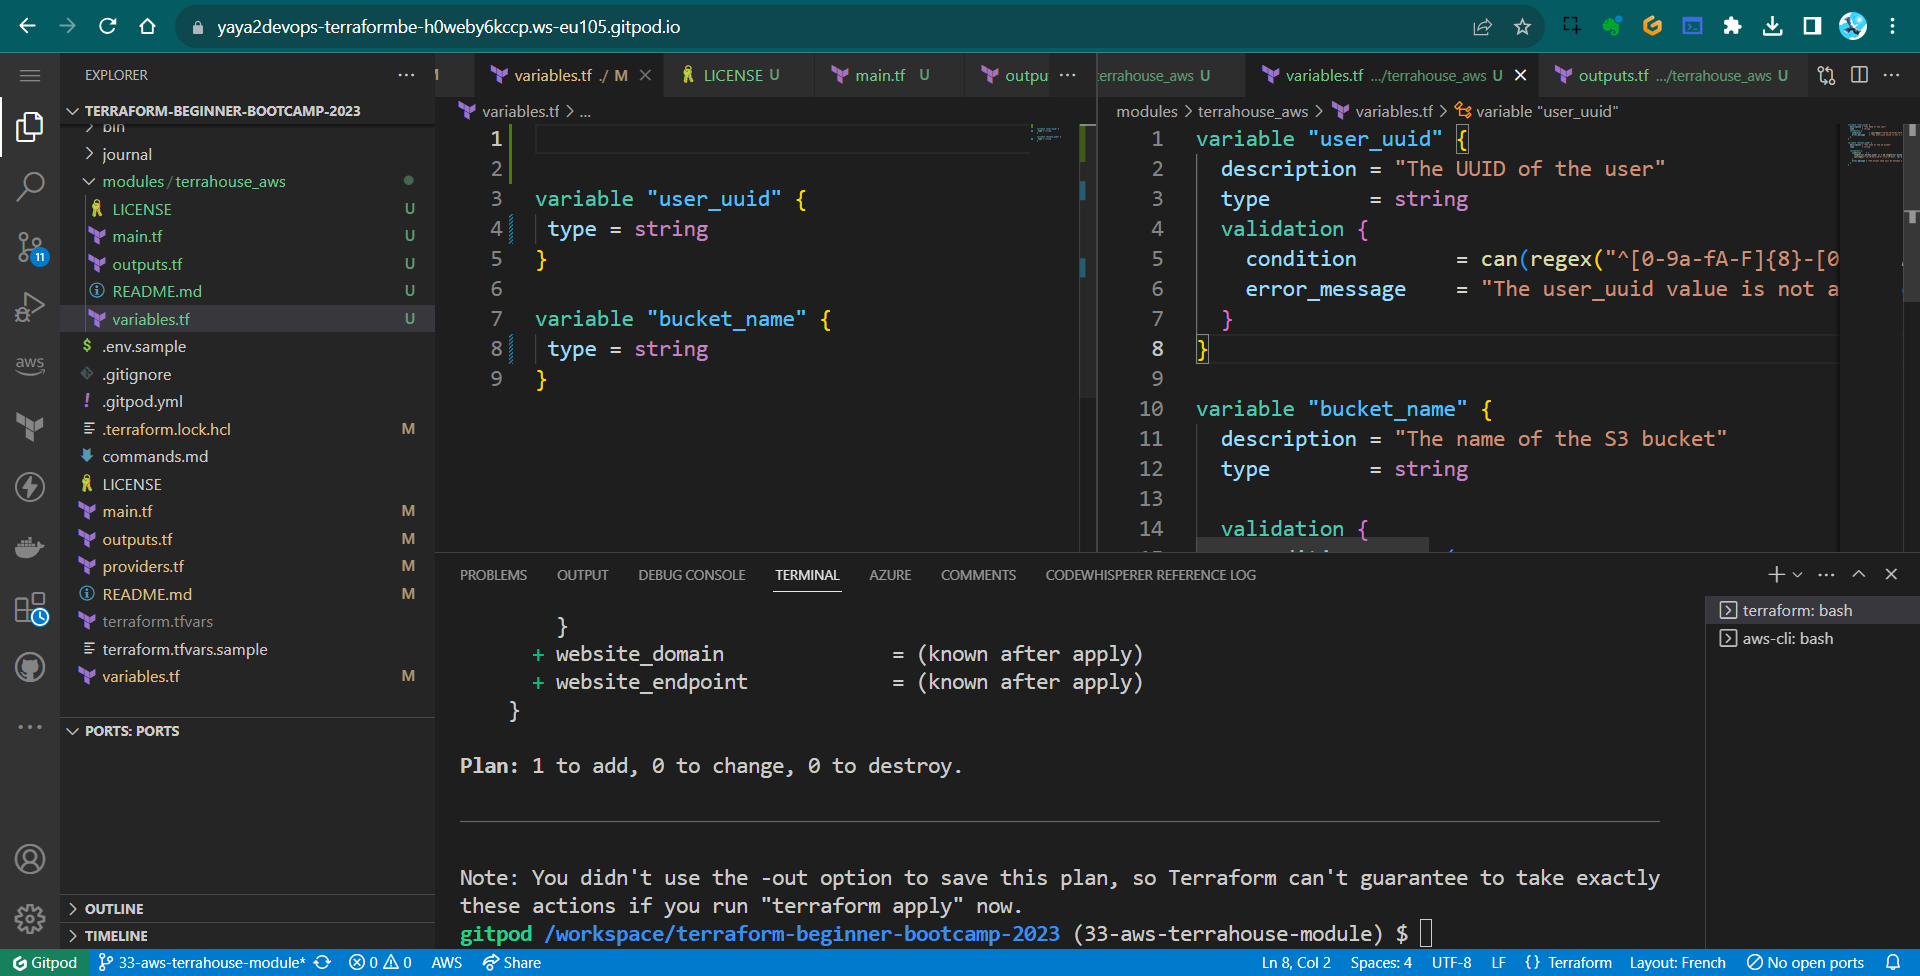 yaya2devops-terraformbe-h0weby6kccp.ws-eu105.gitpod.io
EXPLORER
TERRAFORM-BEGINNER-BOOTCAMP-2023
bin
journal
modules / terrahouse_aws
LICENSE U
main.tf U
outputs.tf U
README.md U
variables.tf U
.env.sample
.gitignore
.gitpod.yml
.terraform.lock.hcl M
commands.md
LICENSE
main.tf M
outputs.tf M
providers.tf M
README.md M
terraform.tfvars
terraform.tfvars.sample
variables.tf M
PORTS: PORTS
OUTLINE
TIMELINE
11
aws
variables.tf ./ M
LICENSE U
main.tf U
outpu
variables.tf > ...
1
2
3 variable "user_uuid" {
4 type = string
5 }
6
7 variable "bucket_name" {
8 type = string
9 }
terrahouse_aws U
variables.tf .../terrahouse_aws U
outputs.tf .../terrahouse_aws U
modules > terrahouse_aws > variables.tf > variable "user_uuid"
1 variable "user_uuid" {
2 description = "The UUID of the user"
3 type = string
4 validation {
5 condition = can(regex("^[0-9a-fA-F]{8}-[0
6 error_message = "The user_uuid value is not a
7 }
8 }
9
10 variable "bucket_name" {
11 description = "The name of the S3 bucket"
12 type = string
13
14 validation {
PROBLEMS OUTPUT DEBUG CONSOLE TERMINAL AZURE COMMENTS CODEWHISPERER REFERENCE LOG
}
+ website_domain = (known after apply)
+ website_endpoint = (known after apply)
}
Plan: 1 to add, 0 to change, 0 to destroy.
Note: You didn't use the -out option to save this plan, so Terraform can't guarantee to take exactly
these actions if you run "terraform apply" now.
gitpod /workspace/terraform-beginner-bootcamp-2023 (33-aws-terrahouse-module) $
terraform: bash
aws-cli: bash
Gitpod 33-aws-terrahouse-module* 0 0 AWS Share Ln 8, Col 2 Spaces: 4 UTF-8 LF {} Terraform Layout: French No open ports